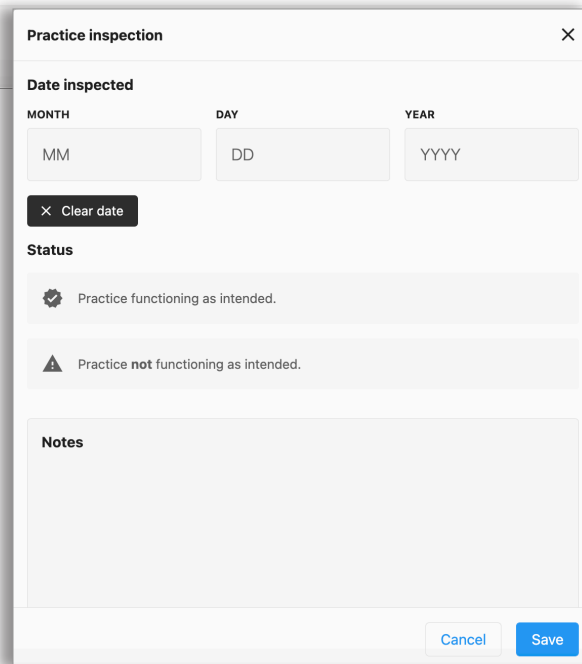 Practice inspection
Date inspected
MONTH DAY YEAR
MM DD YYYY
Clear date
Status
Practice functioning as intended.
Practice not functioning as intended.
Notes
Cancel Save